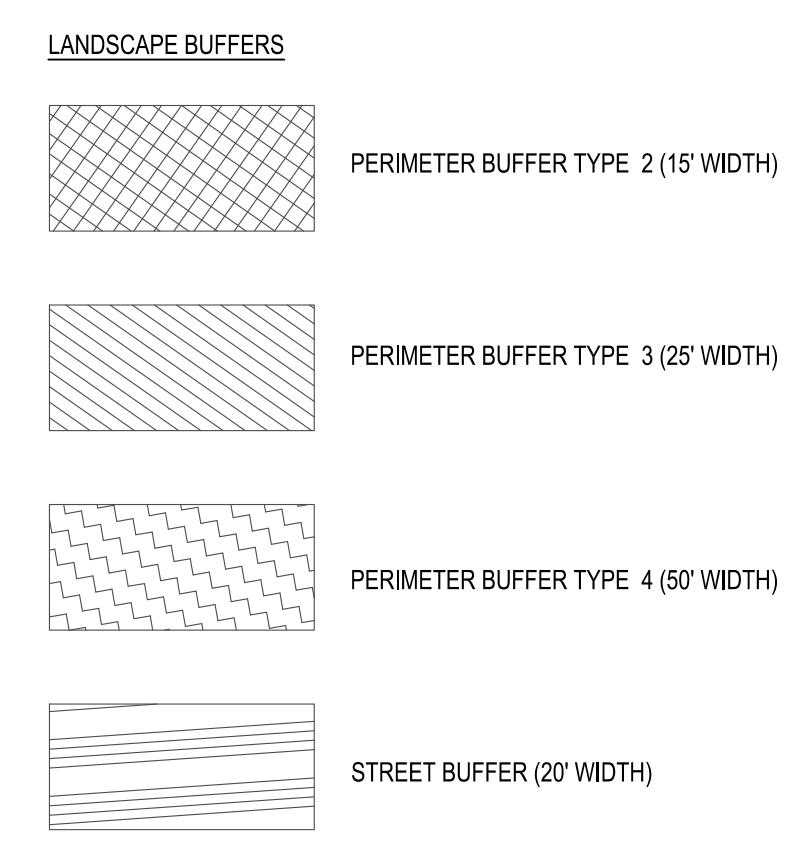 LANDSCAPE BUFFERS
PERIMETER BUFFER TYPE 2 (15' WIDTH)
PERIMETER BUFFER TYPE 3 (25' WIDTH)
PERIMETER BUFFER TYPE 4 (50' WIDTH)
STREET BUFFER (20' WIDTH)